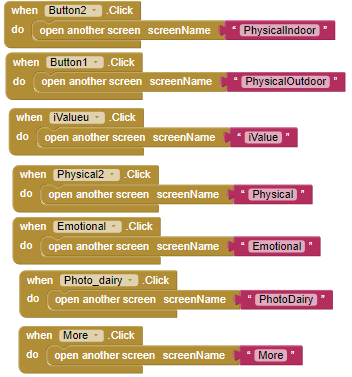 when Button2 .Click
do open another screen screenName " PhysicalIndoor "
when Button1 .Click
do open another screen screenName " PhysicalOutdoor "
when iValueu .Click
do open another screen screenName " iValue "
when Physical2 .Click
do open another screen screenName " Physical "
when Emotional .Click
do open another screen screenName " Emotional "
when Photo_dairy .Click
do open another screen screenName " PhotoDairy "
when More .Click
do open another screen screenName " More "